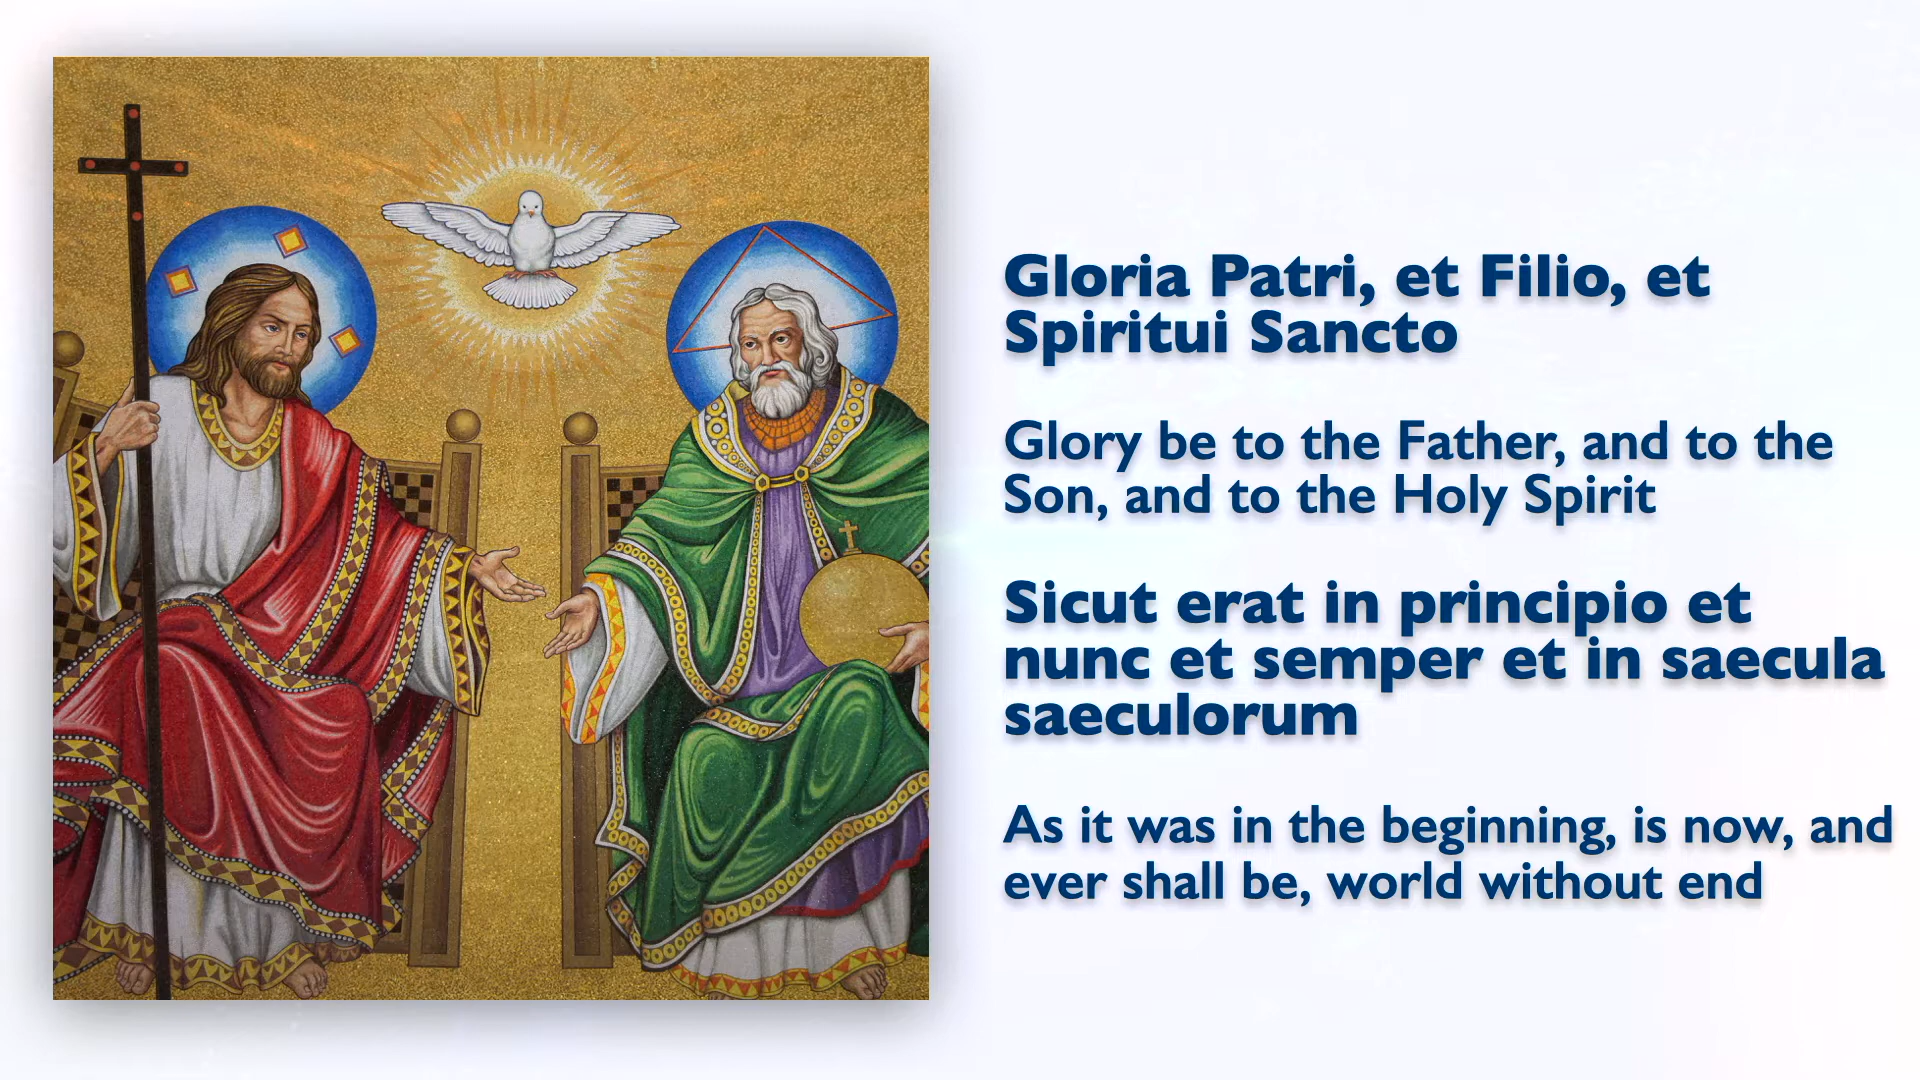 Gloria Patri, et Filio, et
Spiritui Sancto
Glory be to the Father, and to the
Son, and to the Holy Spirit
Sicut erat in principio et
nunc et semper et in saecula
saeculorum
As it was in the beginning, is now, and
ever shall be, world without end